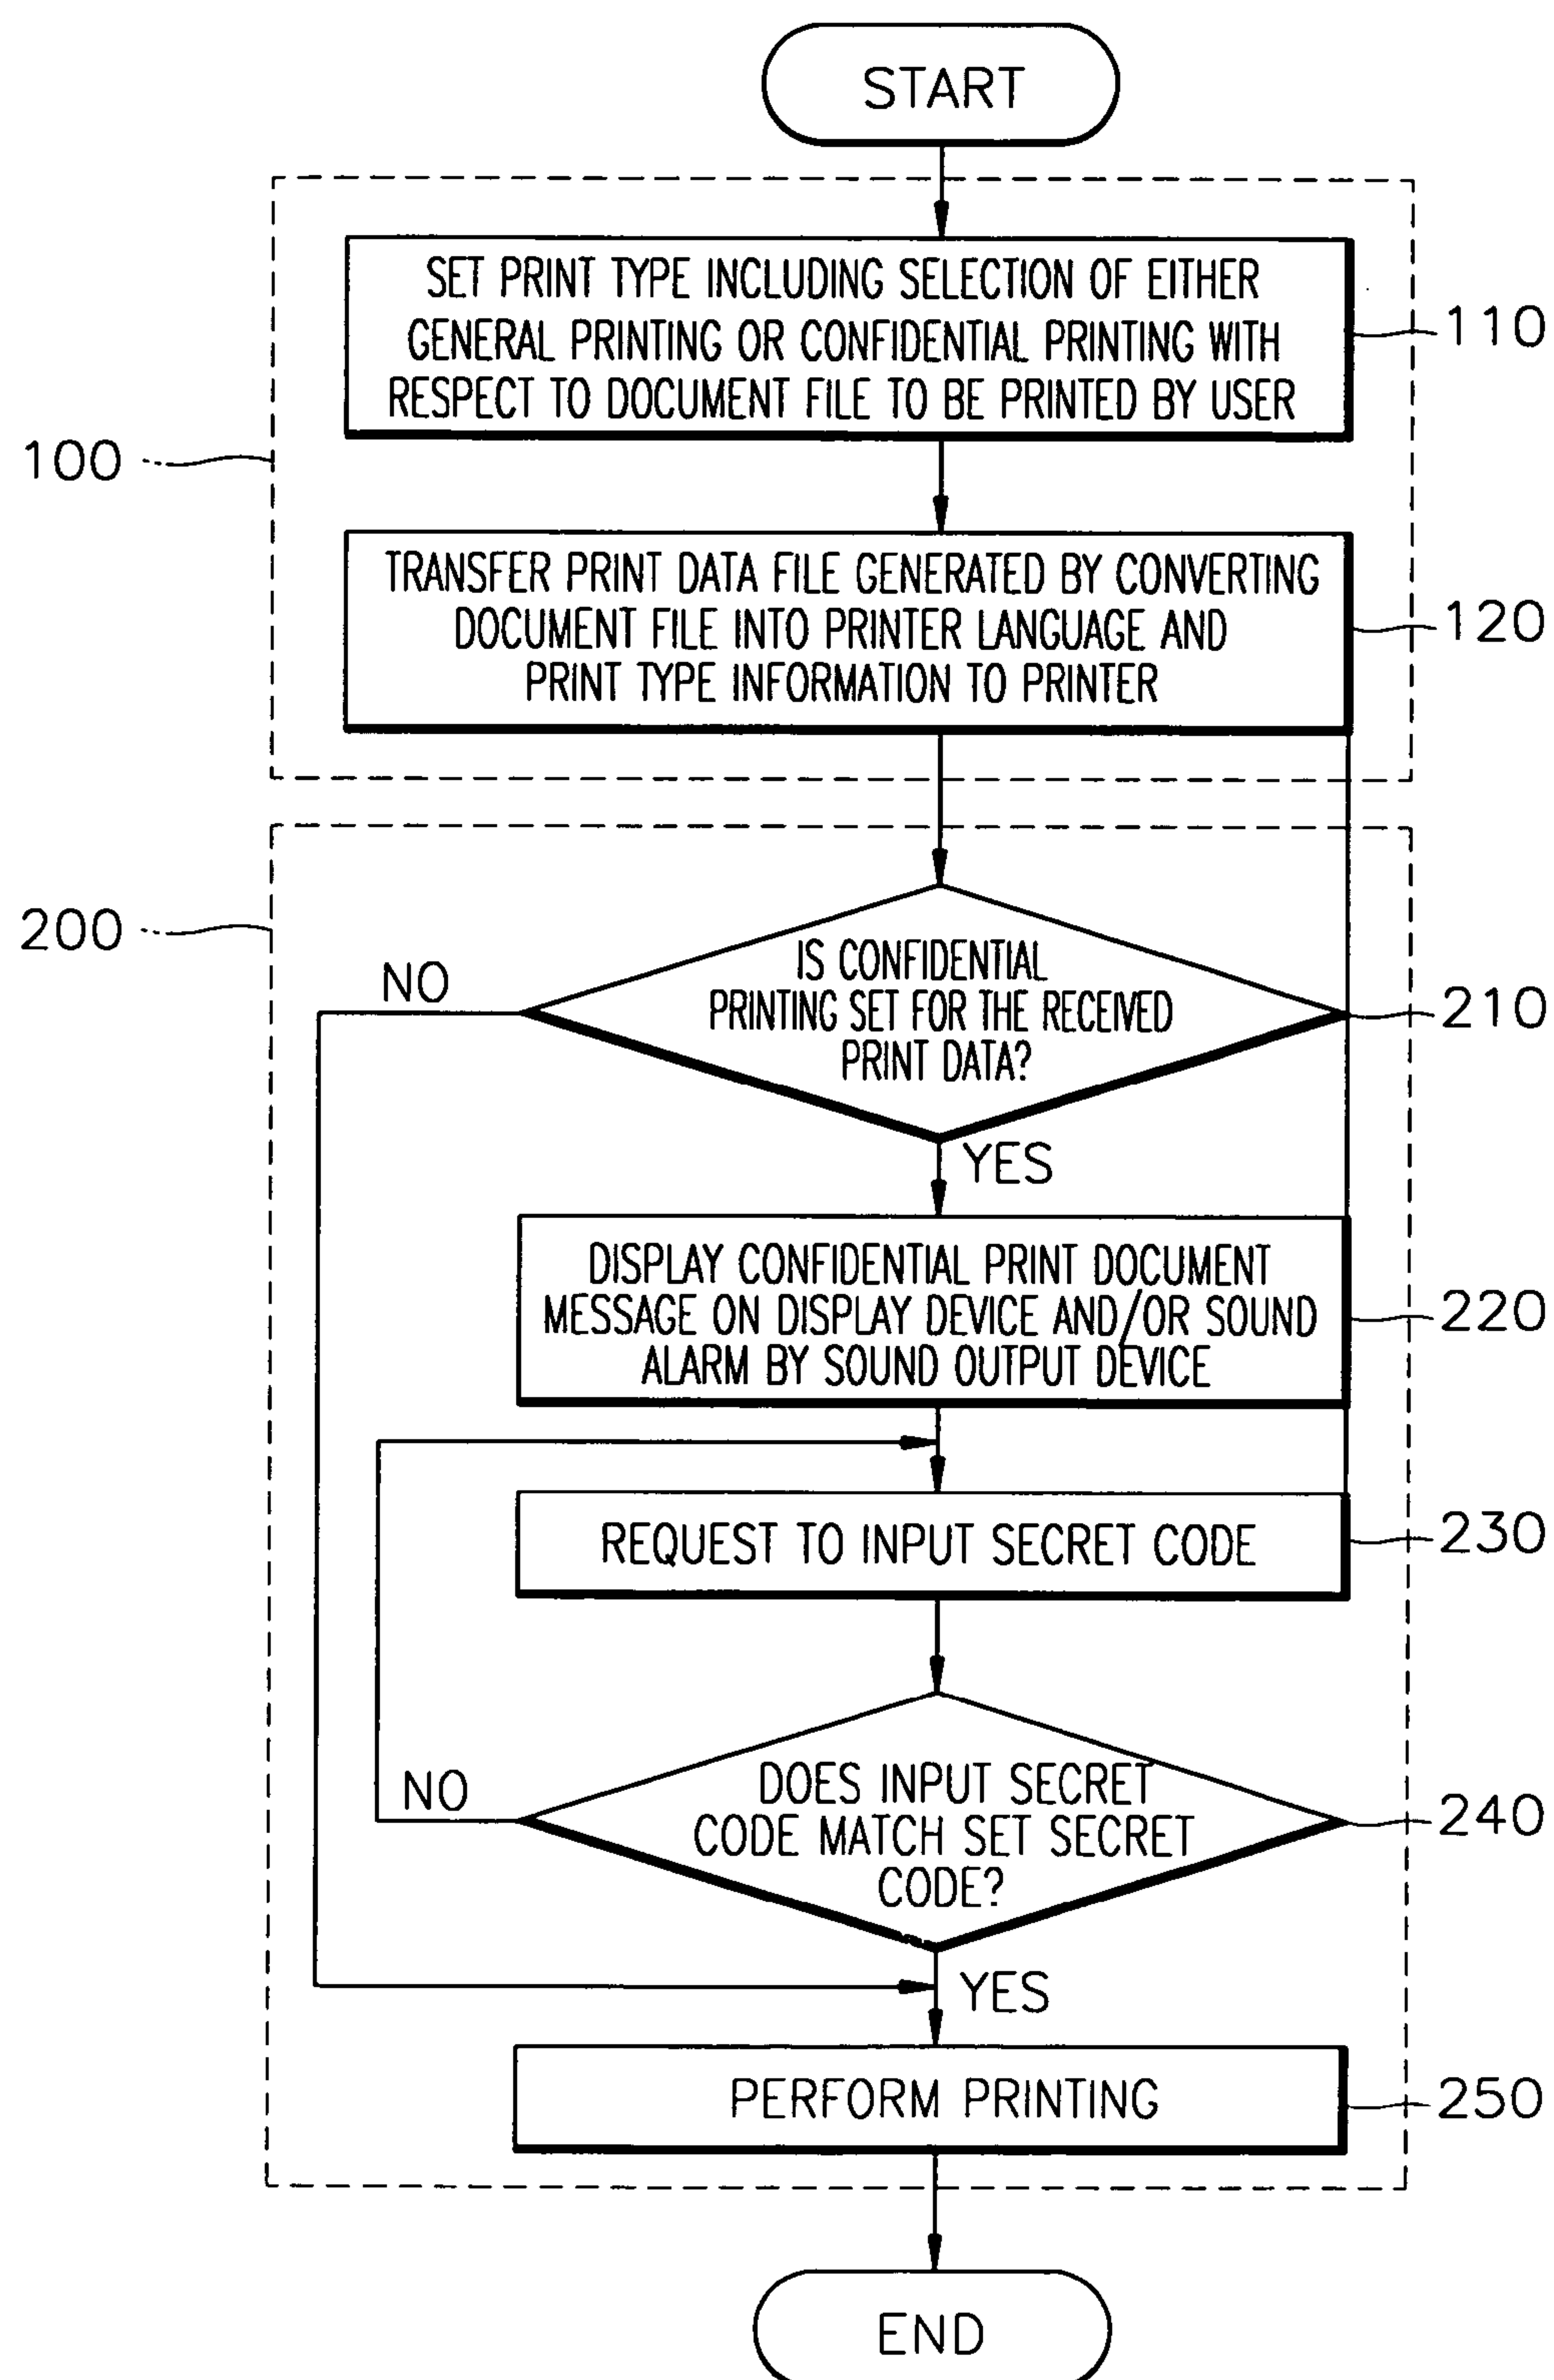 START
SET PRINT TYPE INCLUDING SELECTION OF EITHER
GENERAL PRINTING OR CONFIDENTIAL PRINTING WITH
RESPECT TO DOCUMENT FILE TO BE PRINTED BY USER
110
100
TRANSFER PRINT DATA FILE GENERATED BY CONVERTING
DOCUMENT FILE INTO PRINTER LANGUAGE AND
PRINT TYPE INFORMATION TO PRINTER
120
200
NO
IS CONFIDENTIAL
PRINTING SET FOR THE RECEIVED
PRINT DATA?
210
YES
DISPLAY CONFIDENTIAL PRINT DOCUMENT
MESSAGE ON DISPLAY DEVICE AND/OR SOUND
ALARM BY SOUND OUTPUT DEVICE
220
REQUEST TO INPUT SECRET CODE
230
NO
DOES INPUT SECRET
CODE MATCH SET SECRET
CODE?
240
YES
PERFORM PRINTING
250
END